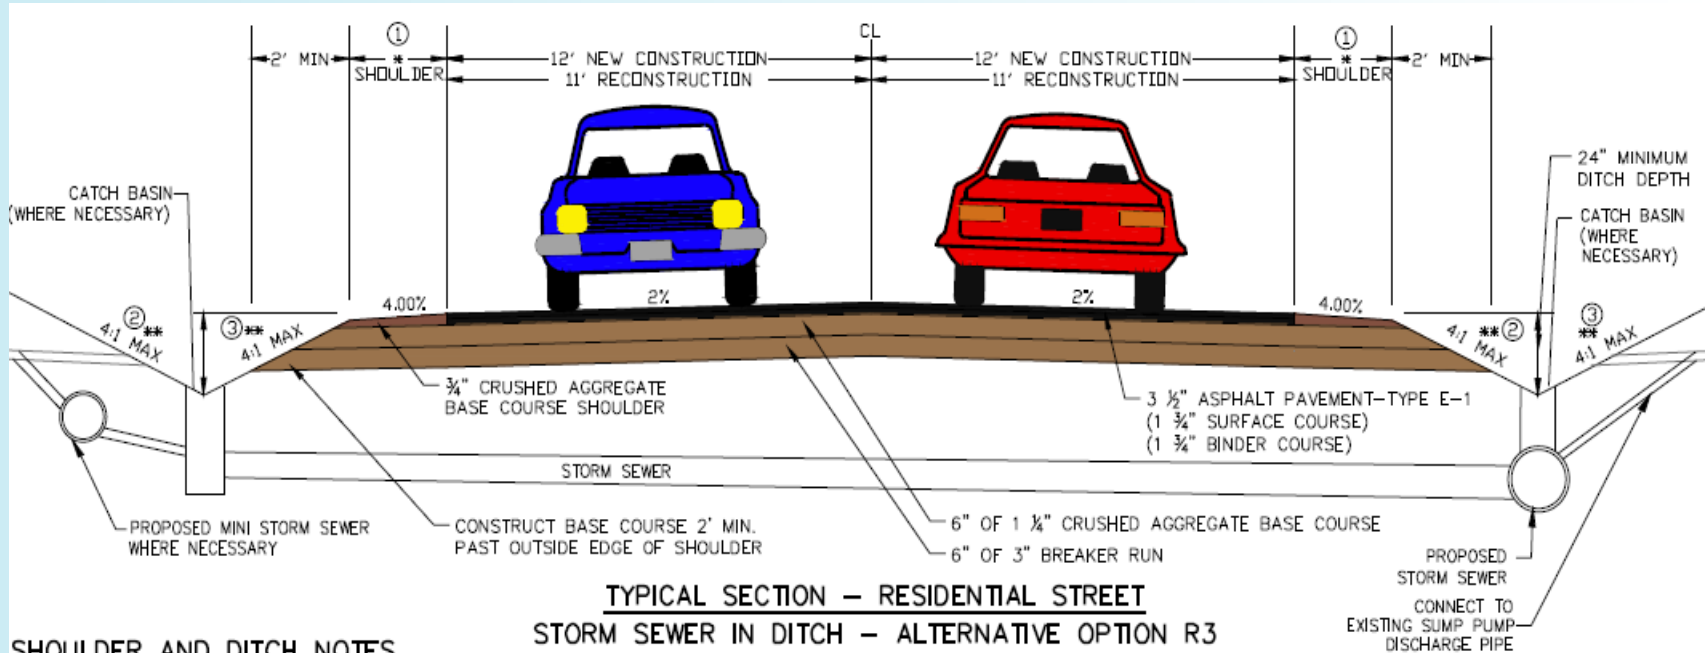 CL
①
*
SHOULDER
2' MIN
12' NEW CONSTRUCTION
11' RECONSTRUCTION
12' NEW CONSTRUCTION
11' RECONSTRUCTION
①
*
SHOULDER
2' MIN
24" MINIMUM
DITCH DEPTH
CATCH BASIN
(WHERE NECESSARY)
CATCH BASIN
(WHERE
NECESSARY)
② **
4:1 MAX
③ **
4:1 MAX
4.00%
2%
2%
4.00%
** ②
4:1 MAX
③
**
4:1 MAX
¾" CRUSHED AGGREGATE
BASE COURSE SHOULDER
3 ½" ASPHALT PAVEMENT-TYPE E-1
(1 ¾" SURFACE COURSE)
(1 ¾" BINDER COURSE)
STORM SEWER
PROPOSED MINI STORM SEWER
WHERE NECESSARY
CONSTRUCT BASE COURSE 2' MIN.
PAST OUTSIDE EDGE OF SHOULDER
6" OF 1 ¼" CRUSHED AGGREGATE BASE COURSE
6" OF 3" BREAKER RUN
PROPOSED
STORM SEWER
CONNECT TO
EXISTING SUMP PUMP
DISCHARGE PIPE
TYPICAL SECTION – RESIDENTIAL STREET
STORM SEWER IN DITCH – ALTERNATIVE OPTION R3
SHOULDER AND DITCH NOTES